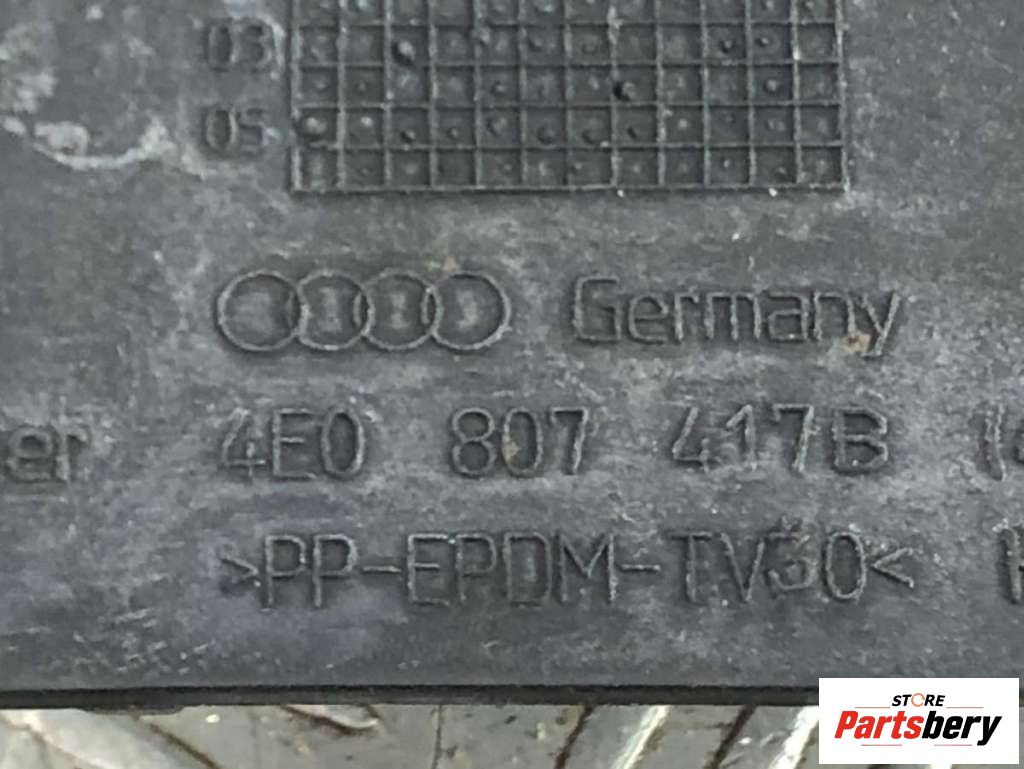 03
05
Germany
er 4E0 807 417B (
>PP-EPDM-TV30<
STORE
Partsbery